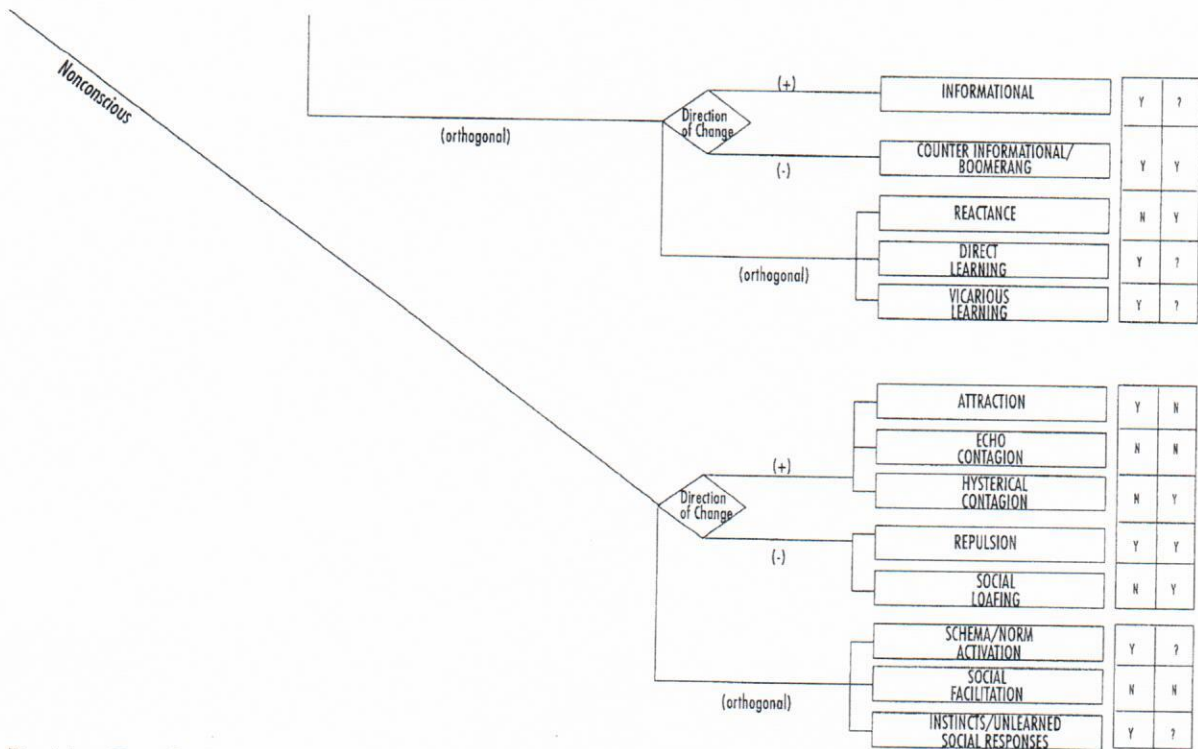 Nonconscious
(orthogonal)
Direction
of Change
(+)
(-)
(orthogonal)
INFORMATIONAL
Y ?
COUNTER INFORMATIONAL/
BOOMERANG
Y Y
REACTANCE
N Y
DIRECT
LEARNING
Y ?
VICARIOUS
LEARNING
Y ?
Direction
of Change
(+)
(-)
(orthogonal)
ATTRACTION
Y N
ECHO
CONTAGION
N N
HYSTERICAL
CONTAGION
N Y
REPULSION
Y Y
SOCIAL
LOAFING
N Y
SCHEMA/NORM
ACTIVATION
Y ?
SOCIAL
FACILITATION
N N
INSTINCTS/UNLEARNED
SOCIAL RESPONSES
Y ?